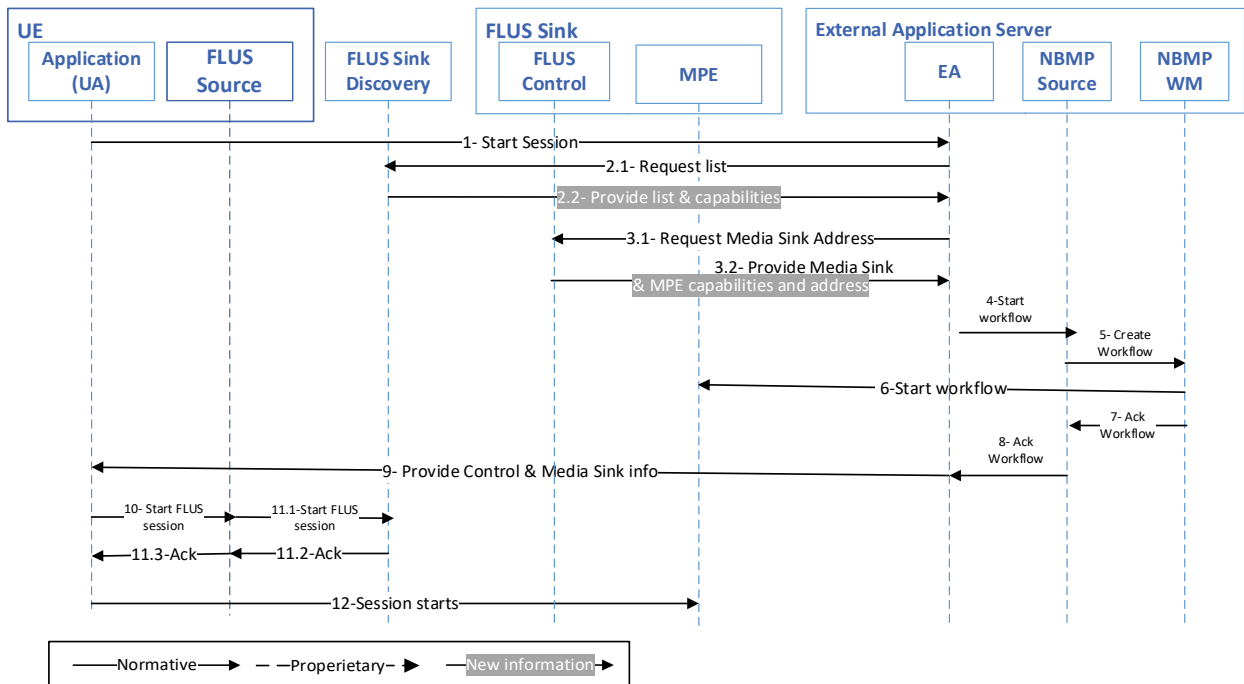 UE
FLUS Sink
External Application Server
Application
(UA)
FLUS
Source
FLUS Sink
Discovery
FLUS
Control
MPE
EA
NBMP
Source
NBMP
WM
1- Start Session
2.1- Request list
2.2- Provide list & capabilities
3.1- Request Media Sink Address
3.2- Provide Media Sink
& MPE capabilities and address
4-Start
workflow
5- Create
Workflow
6-Start workflow
7- Ack
Workflow
8- Ack
Workflow
9- Provide Control & Media Sink info
10- Start FLUS
session
11.1-Start FLUS
session
11.3-Ack
11.2-Ack
12-Session starts
Normative
Properietary
New information